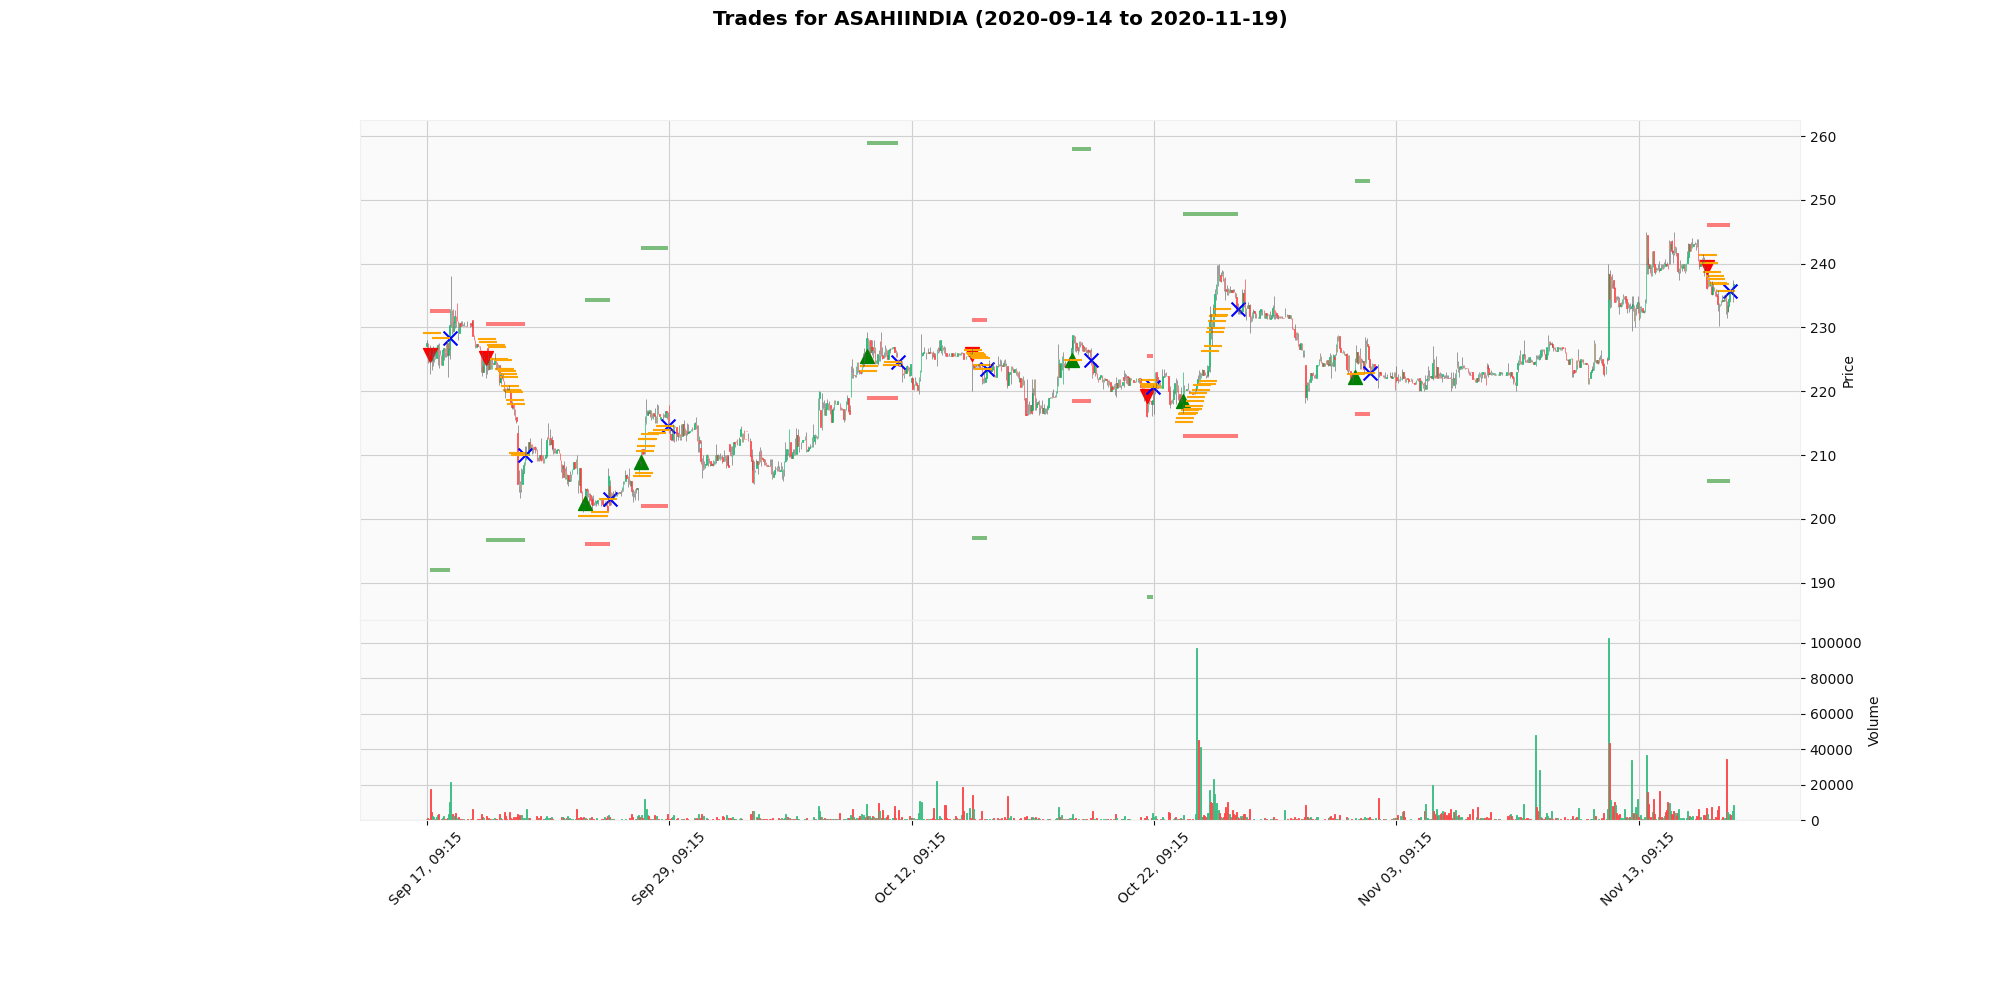 Trades for ASAHIINDIA (2020-09-14 to 2020-11-19)
260
250
240
230
220
210
200
190
Price
100000
80000
60000
40000
20000
0
Volume
Sep 17, 09:15
Sep 29, 09:15
Oct 12, 09:15
Oct 22, 09:15
Nov 03, 09:15
Nov 13, 09:15